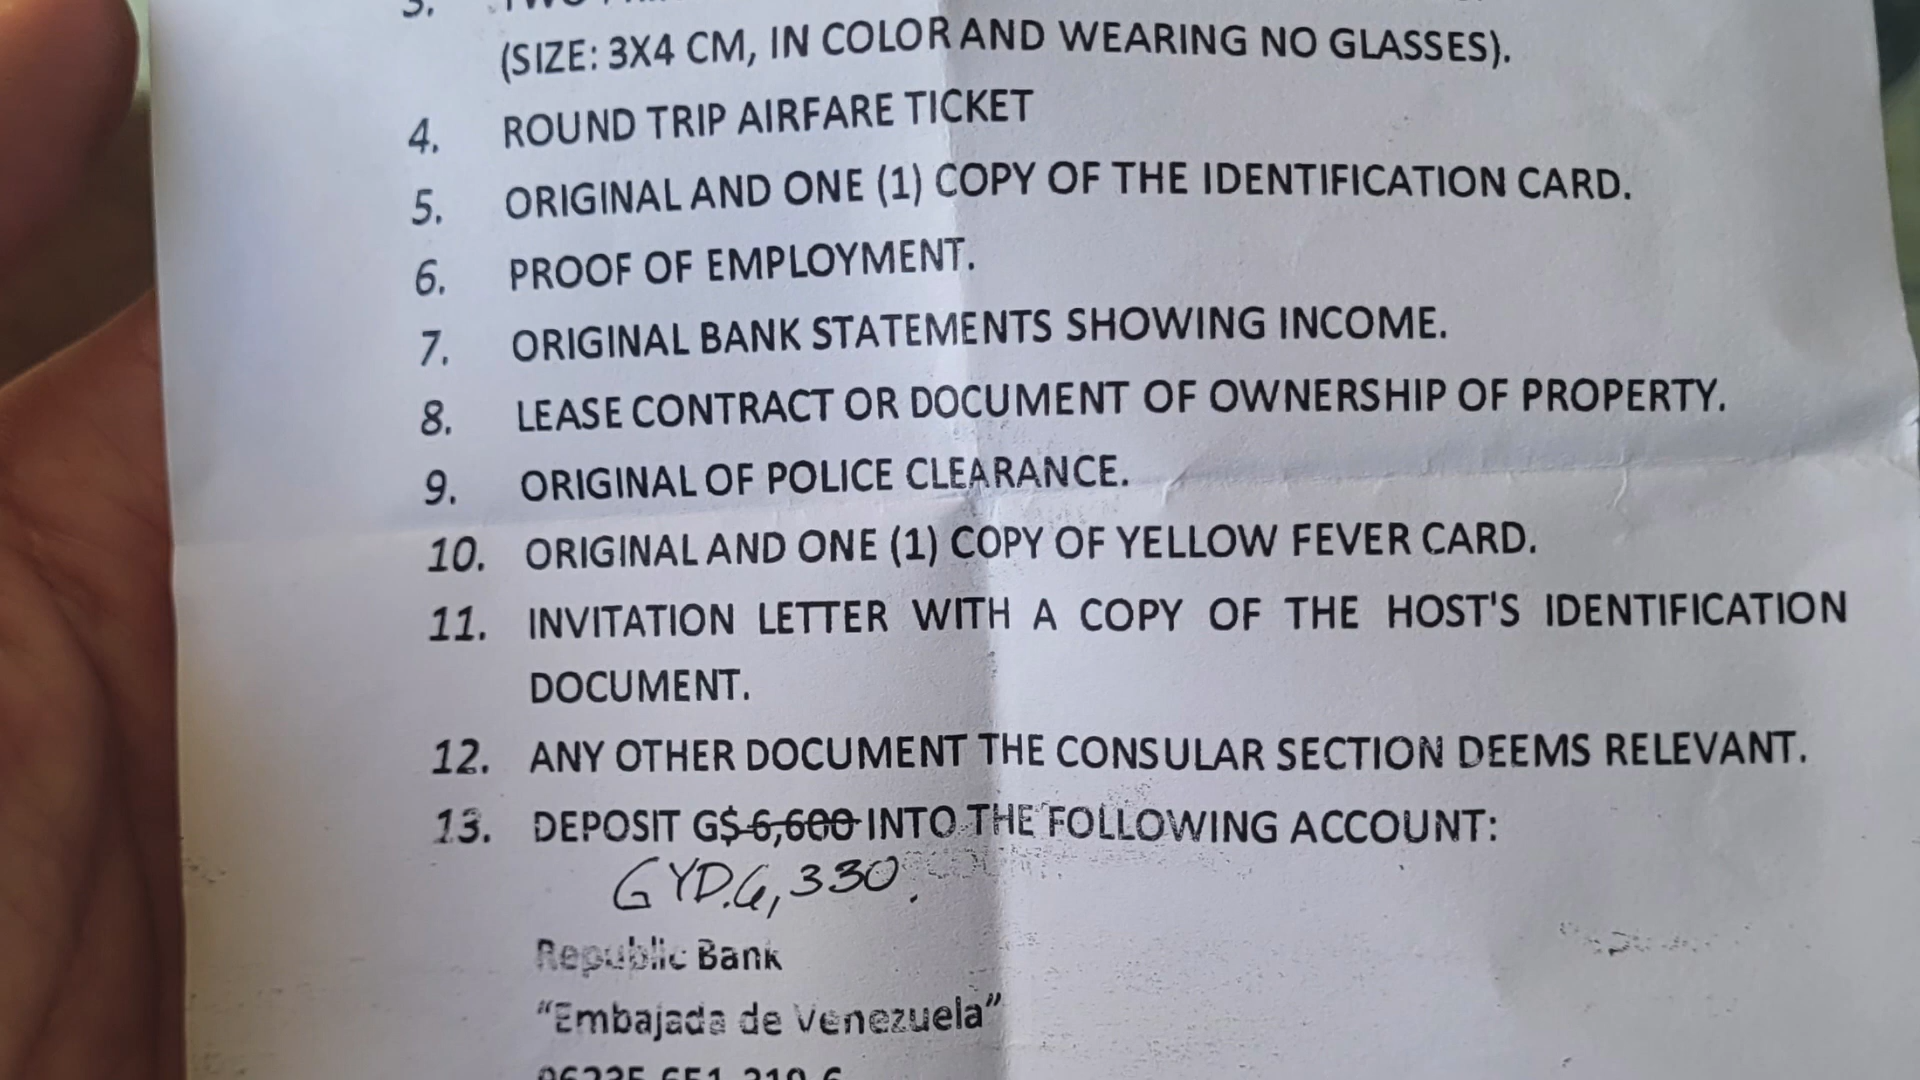 3. TWO
(SIZE: 3X4 CM, IN COLOR AND WEARING NO GLASSES).
4. ROUND TRIP AIRFARE TICKET
5. ORIGINAL AND ONE (1) COPY OF THE IDENTIFICATION CARD.
6. PROOF OF EMPLOYMENT.
7. ORIGINAL BANK STATEMENTS SHOWING INCOME.
8. LEASE CONTRACT OR DOCUMENT OF OWNERSHIP OF PROPERTY.
9. ORIGINAL OF POLICE CLEARANCE.
10. ORIGINAL AND ONE (1) COPY OF YELLOW FEVER CARD.
11. INVITATION LETTER WITH A COPY OF THE HOST'S IDENTIFICATION
DOCUMENT.
12. ANY OTHER DOCUMENT THE CONSULAR SECTION DEEMS RELEVANT.
13. DEPOSIT G$ 6,600 INTO THE FOLLOWING ACCOUNT:
GYD.6,330.
Republic Bank
"Embajada de Venezuela"